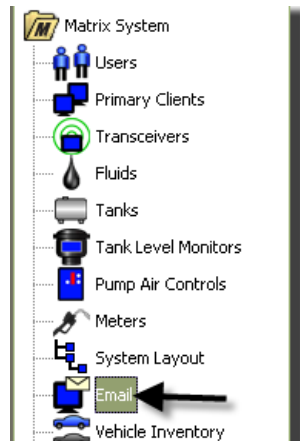 Matrix System
Users
Primary Clients
Transceivers
Fluids
Tanks
Tank Level Monitors
Pump Air Controls
Meters
System Layout
Email
Vehicle Inventory